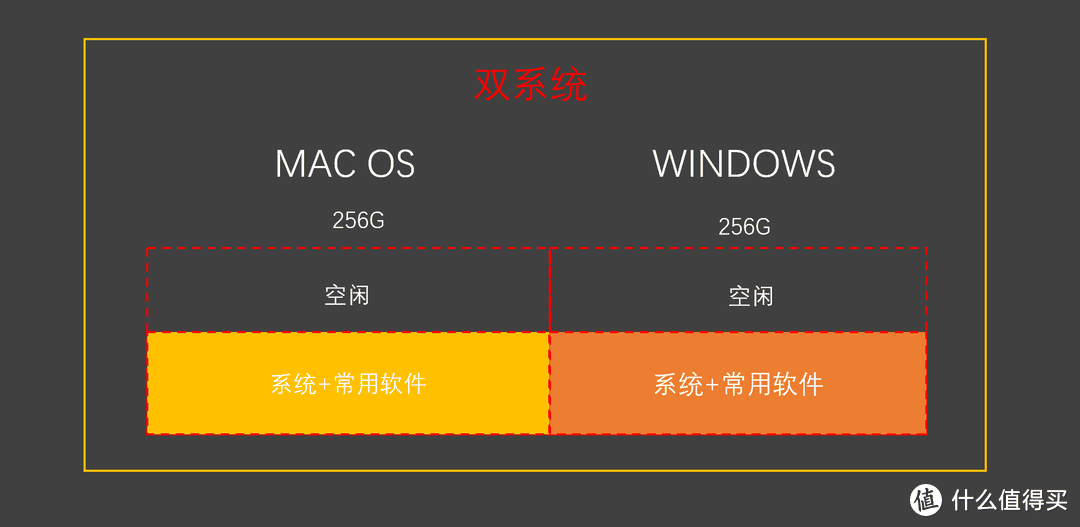 双系统
MAC OS
WINDOWS
256G
256G
空闲
空闲
系统+常用软件
系统+常用软件
值 什么值得买